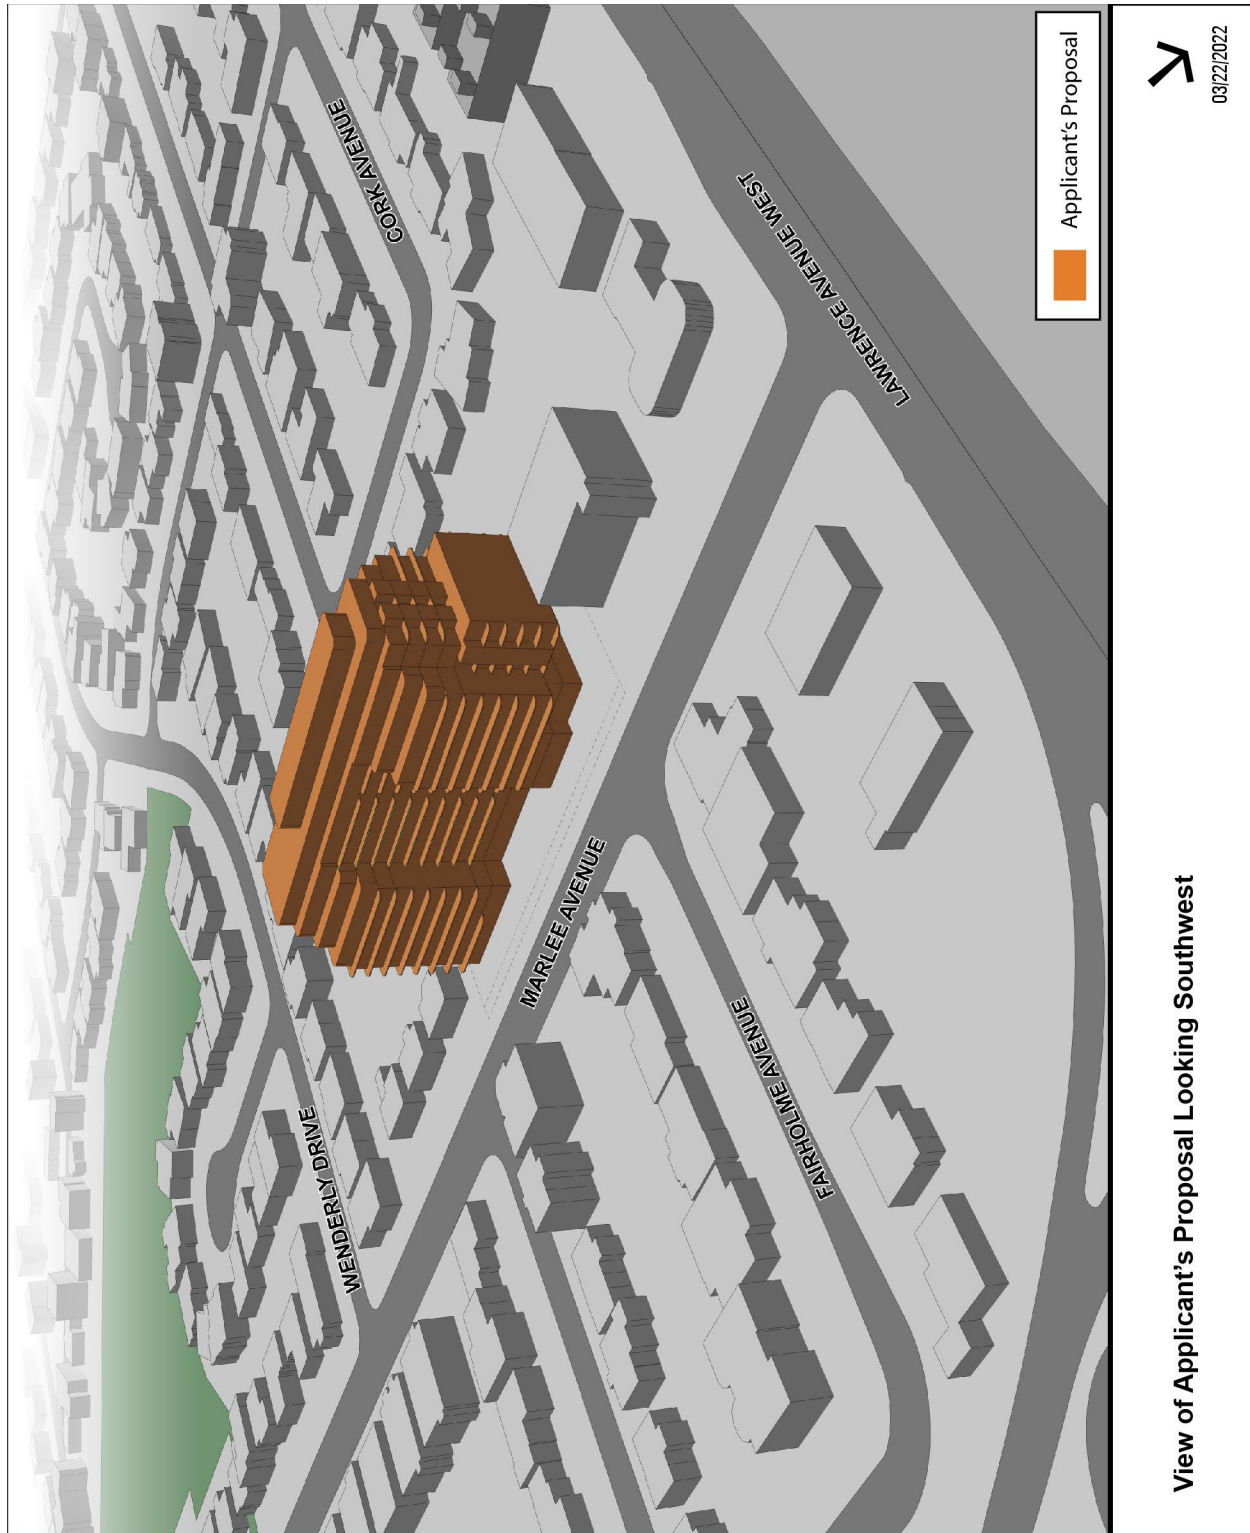 CORK AVENUE
LAWRENCE AVENUE WEST
MARLEE AVENUE
WENDERLY DRIVE
FAIRHOLME AVENUE
Applicant's Proposal
View of Applicant's Proposal Looking Southwest
03/22/2022